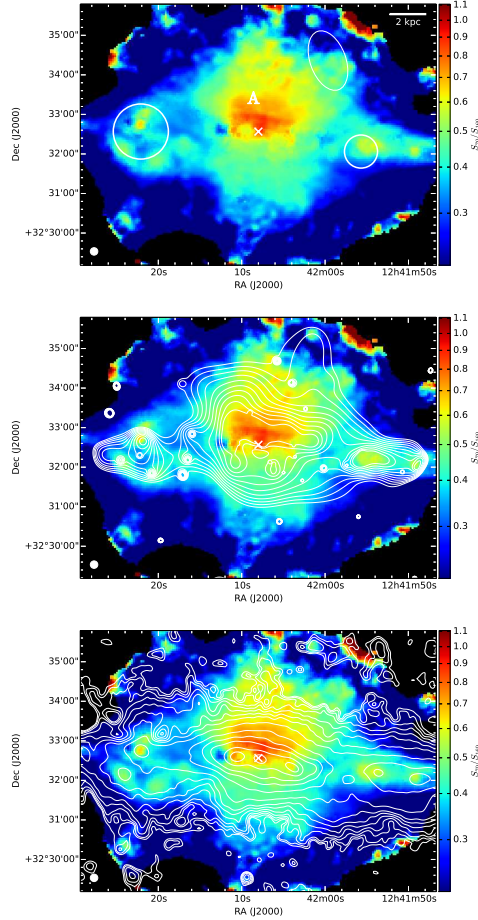 2 kpc
A
35'00"
34'00"
33'00"
32'00"
31'00"
+32°30'00"
Dec (J2000)
20s
10s
42m00s
12h41m50s
RA (J2000)
1.1
1.0
0.9
0.8
0.7
0.6
0.5
0.4
0.3
35'00"
34'00"
33'00"
32'00"
31'00"
+32°30'00"
Dec (J2000)
20s
10s
42m00s
12h41m50s
RA (J2000)
1.1
1.0
0.9
0.8
0.7
0.6
0.5
0.4
0.3
35'00"
34'00"
33'00"
32'00"
31'00"
+32°30'00"
Dec (J2000)
20s
10s
42m00s
12h41m50s
RA (J2000)
1.1
1.0
0.9
0.8
0.7
0.6
0.5
0.4
0.3